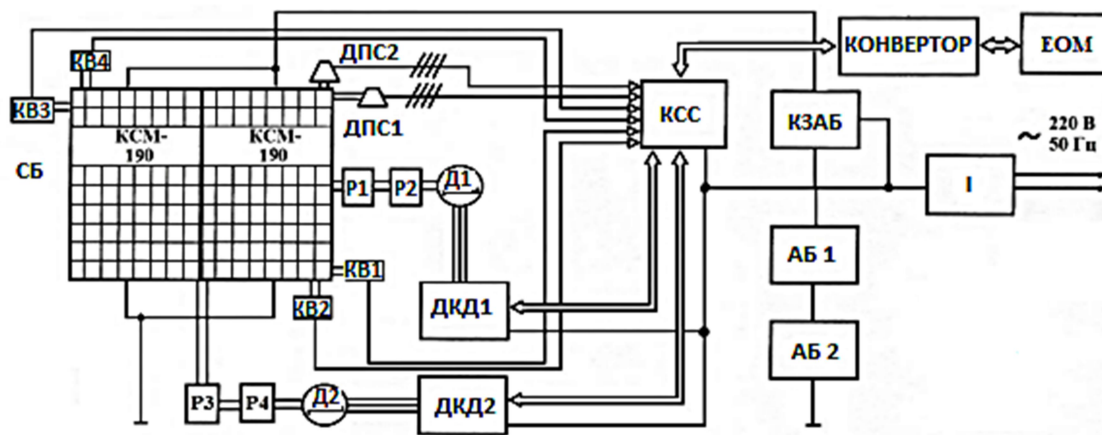 КВ4
ДПС2
КОНВЕРТОР
ЕОМ
КВ3
ДПС1
КСС
КЗАБ
~ 220 В
50 Гц
КСМ-
190
КСМ-
190
СБ
Р1
Р2
Д1
І
КВ1
АБ 1
КВ2
ДКД1
АБ 2
Р3
Р4
Д2
ДКД2